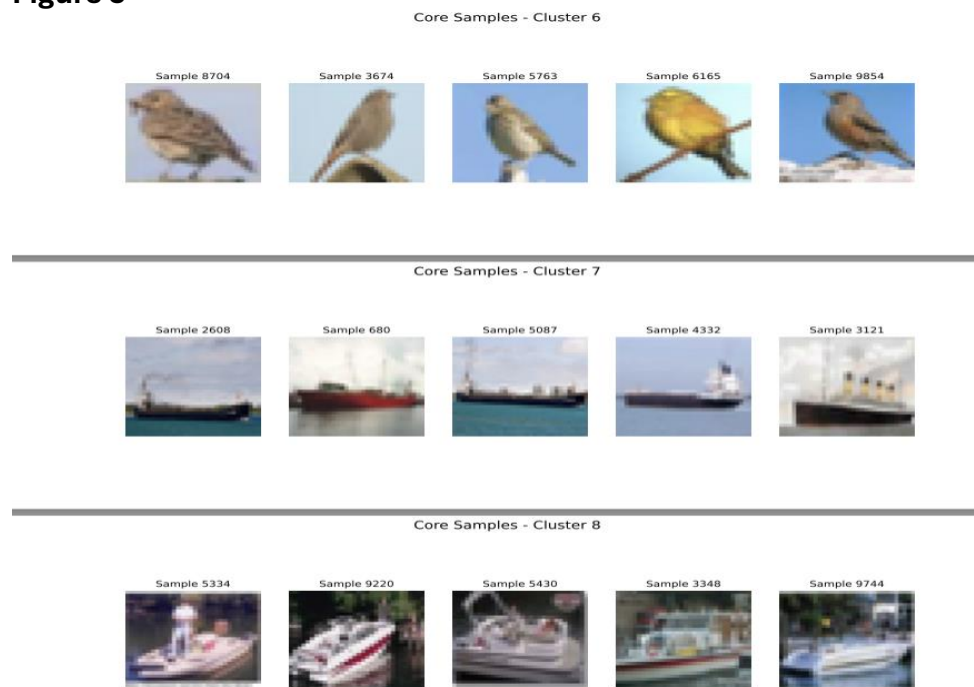 Core Samples - Cluster 6
Sample 8704 Sample 3674 Sample 5763 Sample 6165 Sample 9854
Core Samples - Cluster 7
Sample 2608 Sample 680 Sample 5087 Sample 4332 Sample 3121
Core Samples - Cluster 8
Sample 5334 Sample 9220 Sample 5430 Sample 3348 Sample 9744